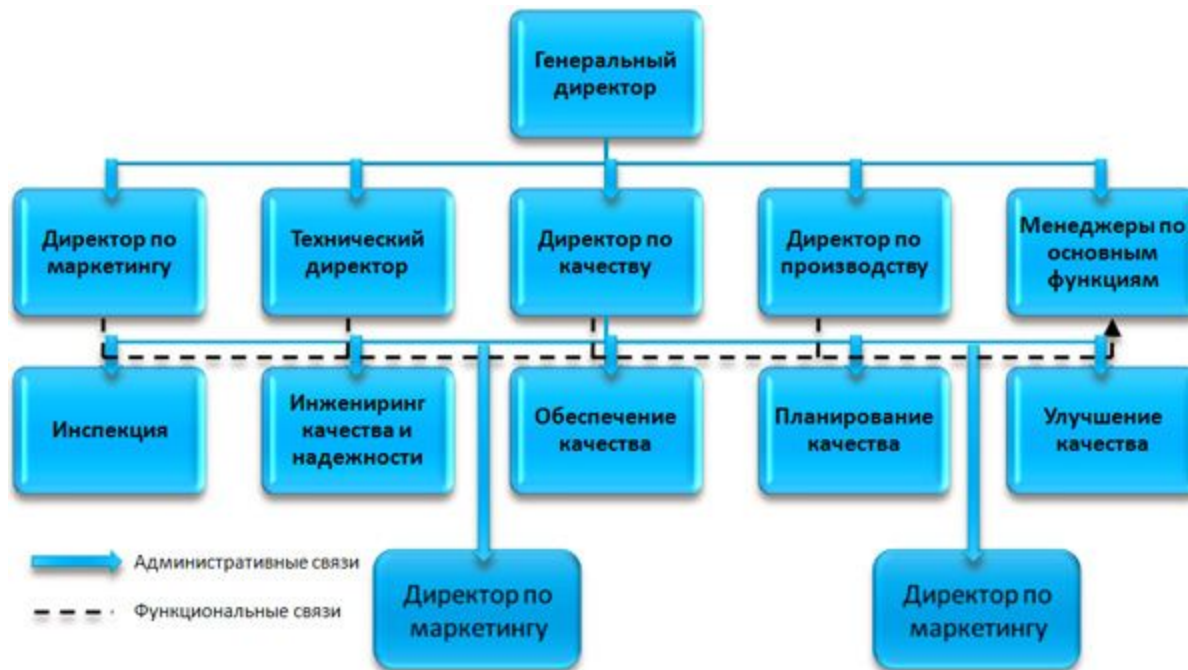 Генеральный
директор
Директор по
маркетингу
Технический
директор
Директор по
качеству
Директор по
производству
Менеджеры по
основным
функциям
Инспекция
Инжениринг
качества и
надежности
Обеспечение
качества
Планирование
качества
Улучшение
качества
Административные связи
Функциональные связи
Директор по
маркетингу
Директор по
маркетингу